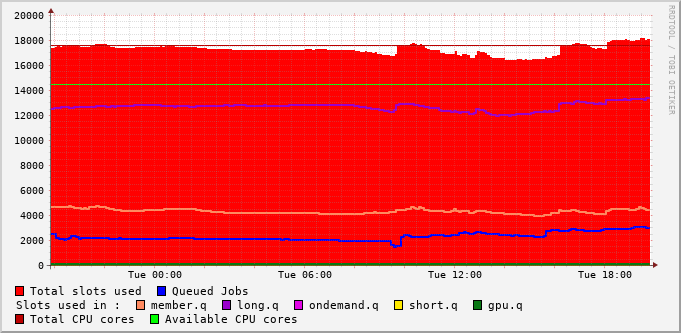 20000
18000
16000
14000
12000
10000
8000
6000
4000
2000
0
Tue 00:00 Tue 06:00 Tue 12:00 Tue 18:00
Total slots used Queued Jobs
Slots used in : member.q long.q ondemand.q short.q gpu.q
Total CPU cores Available CPU cores
RRDTOOL / TOBI OETIKER